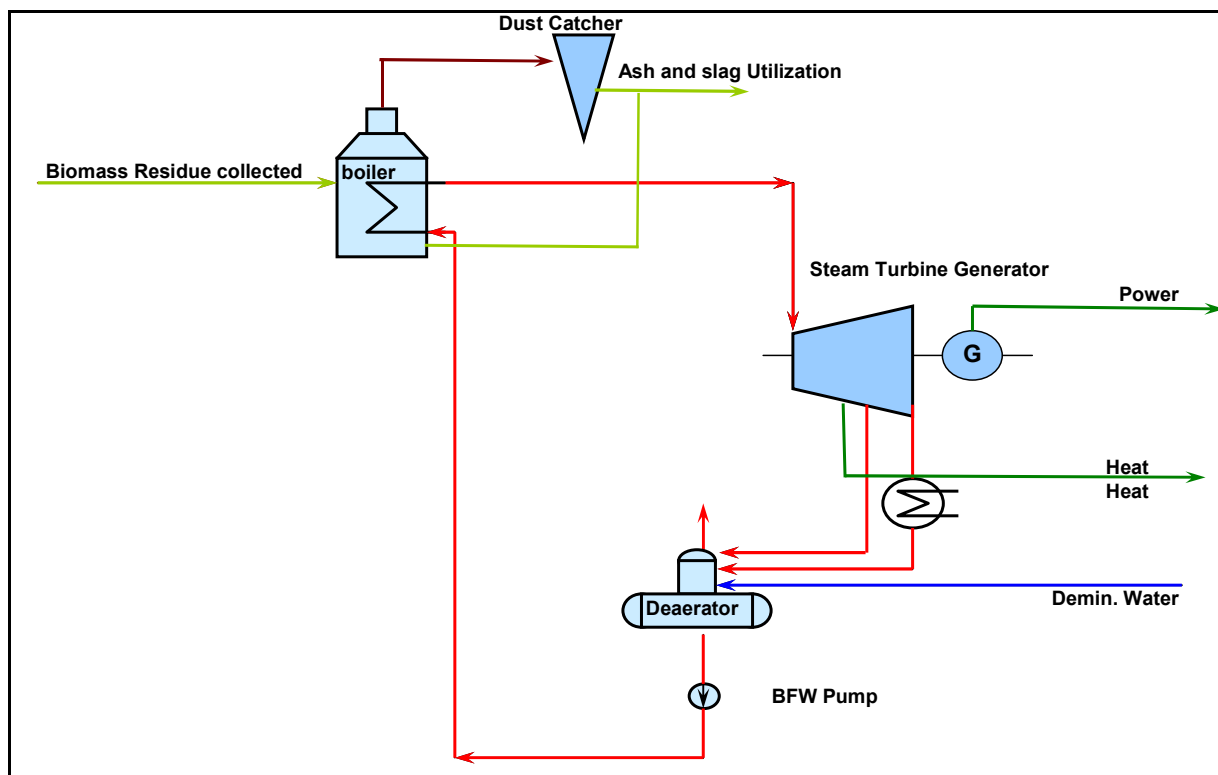 Dust Catcher
Ash and slag Utilization
Biomass Residue collected
boiler
Steam Turbine Generator
Power
G
Heat
Heat
Deaerator
Demin. Water
BFW Pump